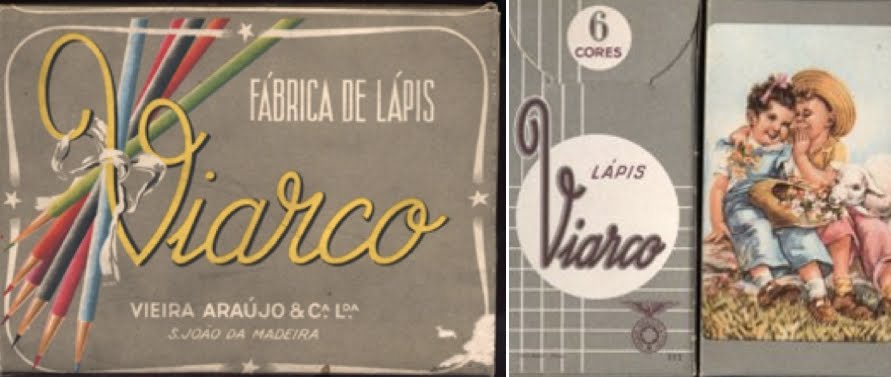 FÁBRICA DE LÁPIS
Viarco
VIEIRA ARAÚJO & Cᴬ. Lᴰᴬ.
S. JOÃO DA MADEIRA
6
CORES
LÁPIS
Viarco